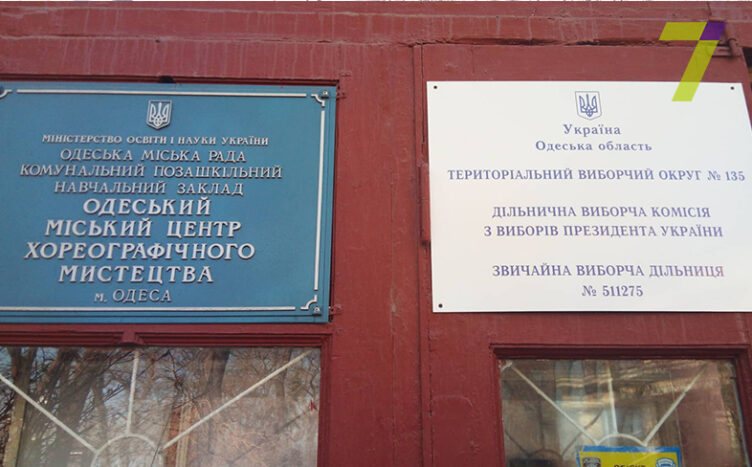 МІНІСТЕРСТВО ОСВІТИ І НАУКИ УКРАЇНИ
ОДЕСЬКА МІСЬКА РАДА
КОМУНАЛЬНИЙ ПОЗАШКІЛЬНИЙ
НАВЧАЛЬНИЙ ЗАКЛАД
ОДЕСЬКИЙ
МІСЬКИЙ ЦЕНТР
ХОРЕОГРАФІЧНОГО
МИСТЕЦТВА
м. ОДЕСА
Україна
Одеська область
ТЕРИТОРІАЛЬНИЙ ВИБОРЧИЙ ОКРУГ № 135
ДІЛЬНИЧНА ВИБОРЧА КОМІСІЯ
З ВИБОРІВ ПРЕЗИДЕНТА УКРАЇНИ
ЗВИЧАЙНА ВИБОРЧА ДІЛЬНИЦЯ
№ 511275
7